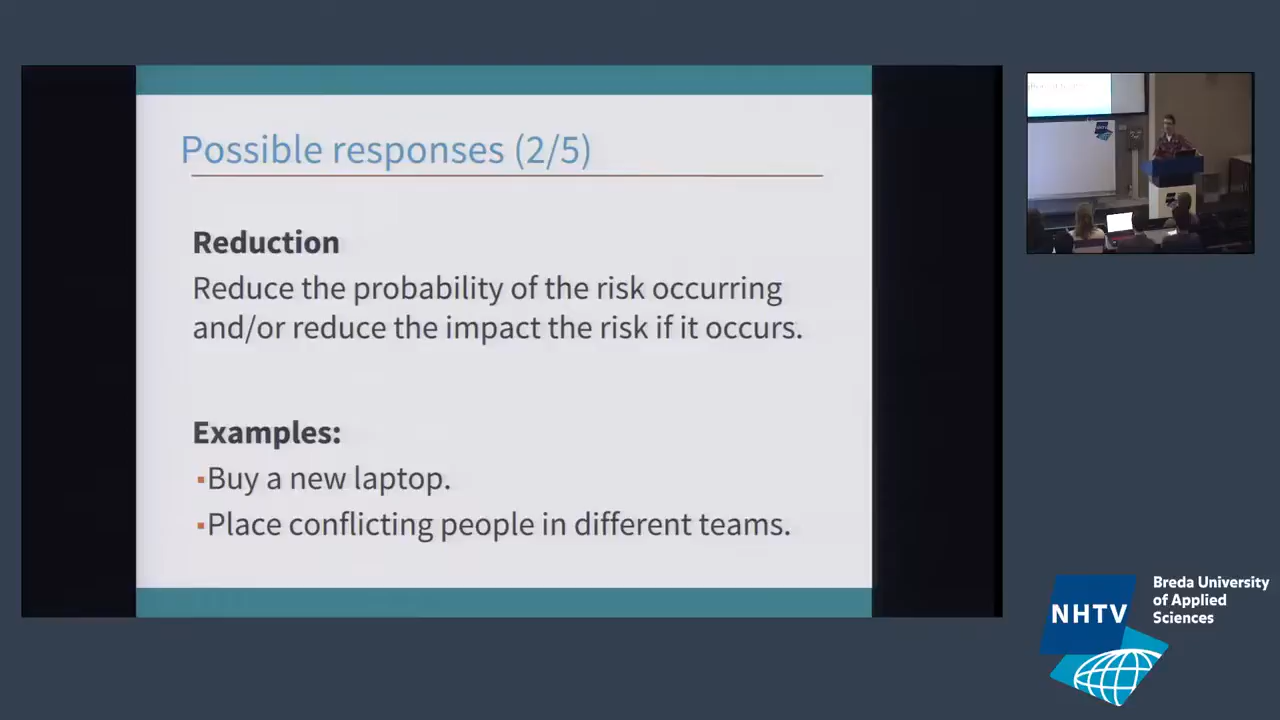 Possible responses (2/5)
Reduction
Reduce the probability of the risk occurring
and/or reduce the impact the risk if it occurs.
Examples:
▪Buy a new laptop.
▪Place conflicting people in different teams.
NHTV
Breda University
of Applied
Sciences
NHTV